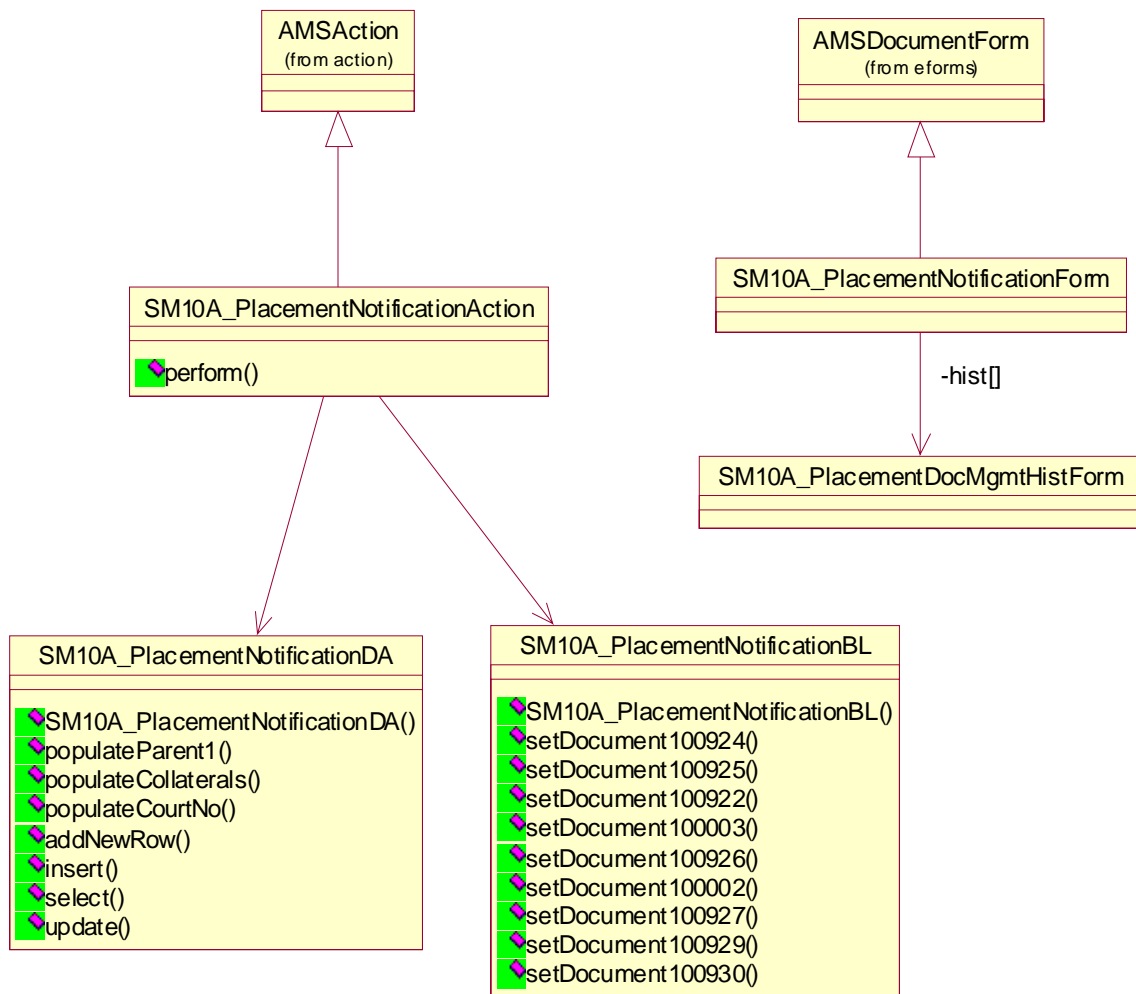 AMSAction
(from action)
AMSDocumentForm
(from eforms)
SM10A_PlacementNotificationAction
perform()
SM10A_PlacementNotificationForm
-hist[]
SM10A_PlacementDocMgmtHistForm
SM10A_PlacementNotificationDA
SM10A_PlacementNotificationDA()
populateParent1()
populateCollaterals()
populateCourtNo()
addNewRow()
insert()
select()
update()
SM10A_PlacementNotificationBL
SM10A_PlacementNotificationBL()
setDocument100924()
setDocument100925()
setDocument100922()
setDocument100003()
setDocument100926()
setDocument100002()
setDocument100927()
setDocument100929()
setDocument100930()